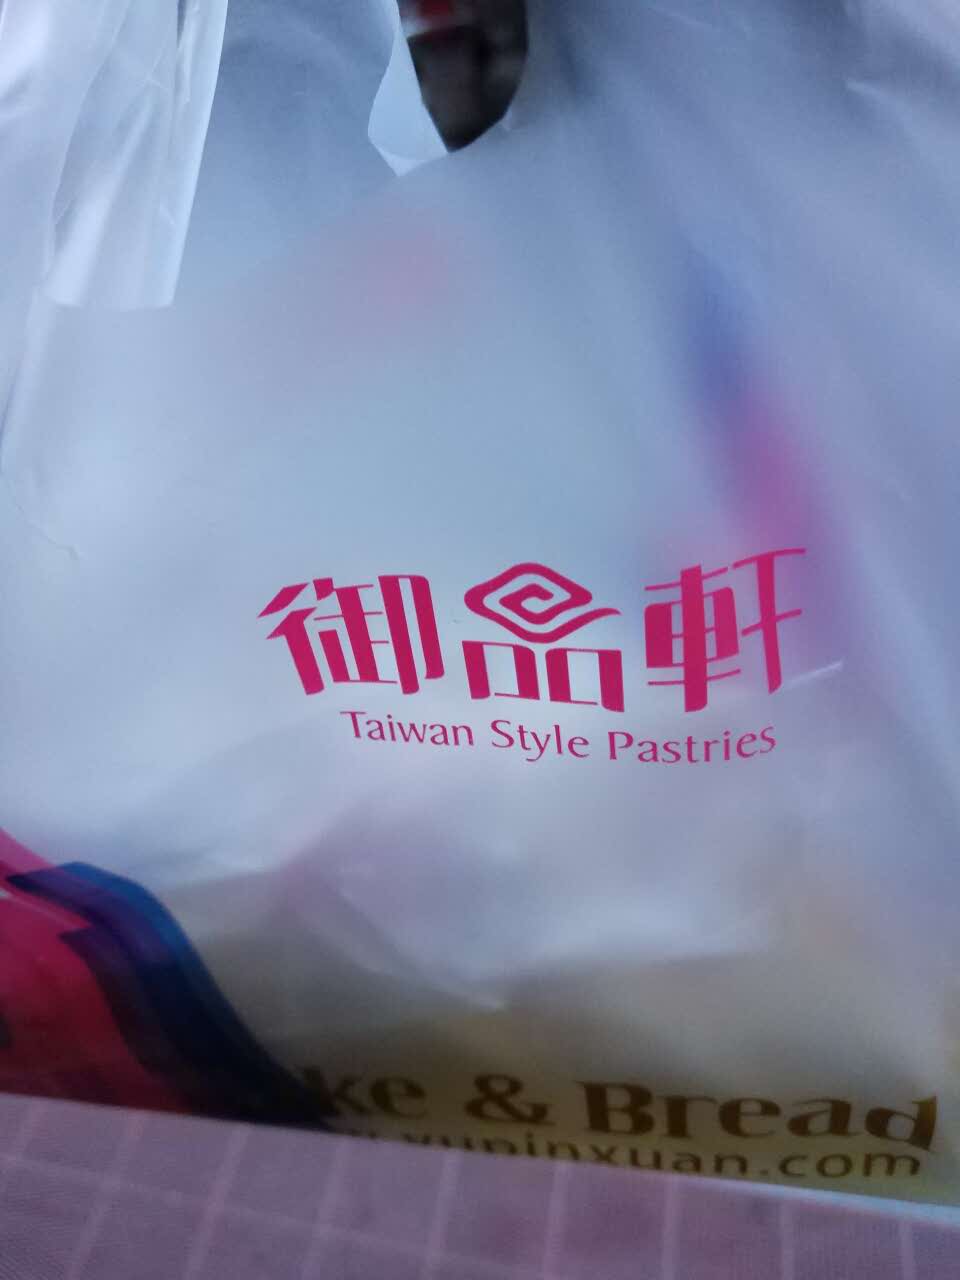 御品軒
Taiwan Style Pastries
ke & Bread
yupinxuan.com